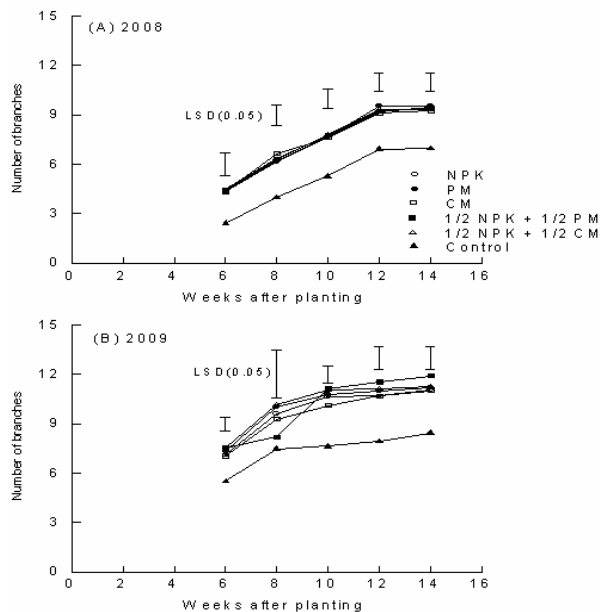 (A) 2008
15
12
9
6
3
0
Number of branches
LSD(0.05)
NPK
PM
CM
1/2 NPK + 1/2 PM
1/2 NPK + 1/2 CM
Control
0 2 4 6 8 10 12 14 16
Weeks after planting
(B) 2009
15
12
9
6
3
0
Number of branches
LSD(0.05)
0 2 4 6 8 10 12 14 16
Weeks after planting